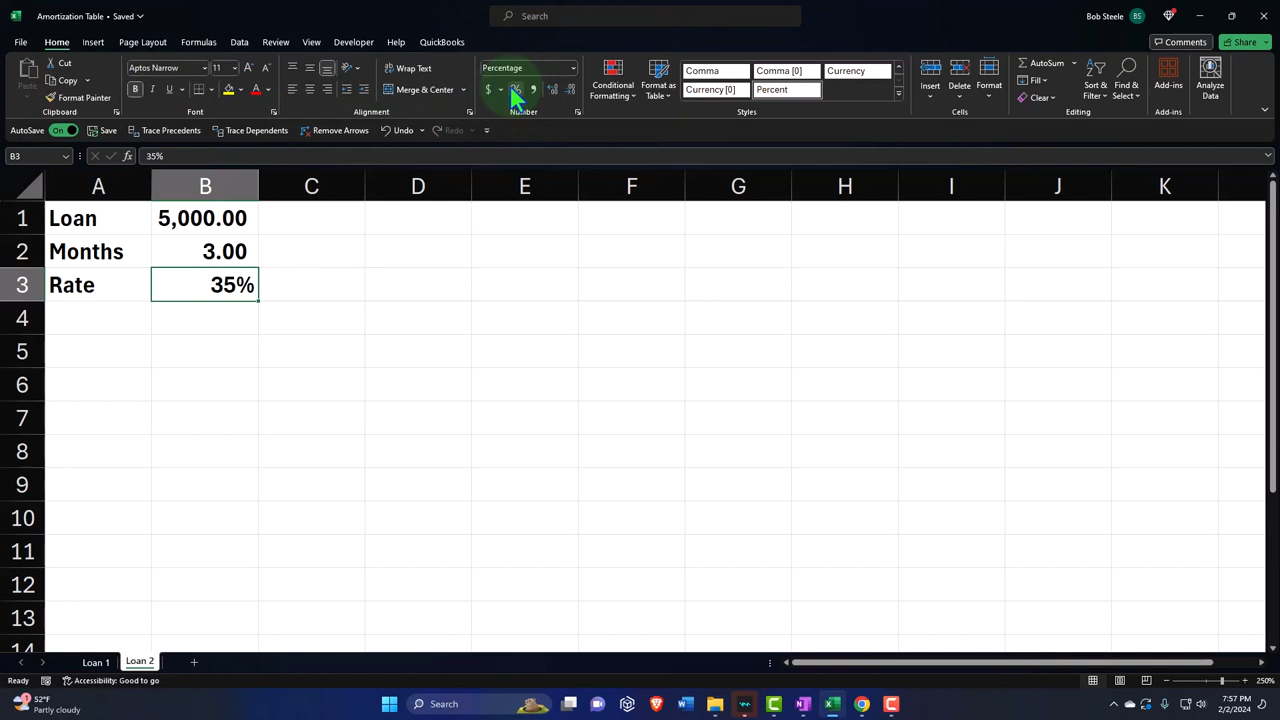 Amortization Table • Saved
Search
Bob Steele BS
File Home Insert Page Layout Formulas Data Review View Developer Help QuickBooks
Comments Share
Paste
Cut
Copy
Format Painter
Clipboard
Aptos Narrow 11
B I U
Font
Wrap Text
Merge & Center
Alignment
Percentage
$ % ,
Number
Conditional Formatting
Format as Table
Comma Comma [0] Currency
Currency [0] Percent
Styles
Insert Delete Format
Cells
AutoSum
Fill
Clear
Sort & Filter
Find & Select
Editing
Add-ins
Add-ins
Analyze Data
AutoSave On Save Trace Precedents Trace Dependents Remove Arrows Undo Redo
B3 fx 35%
A B C D E F G H I J K
1 Loan 5,000.00
2 Months 3.00
3 Rate 35%
4
5
6
7
8
9
10
11
12
13
14
Loan 1 Loan 2
Ready Accessibility: Good to go 250%
1 52°F
Partly cloudy
Search
7:57 PM
2/2/2024